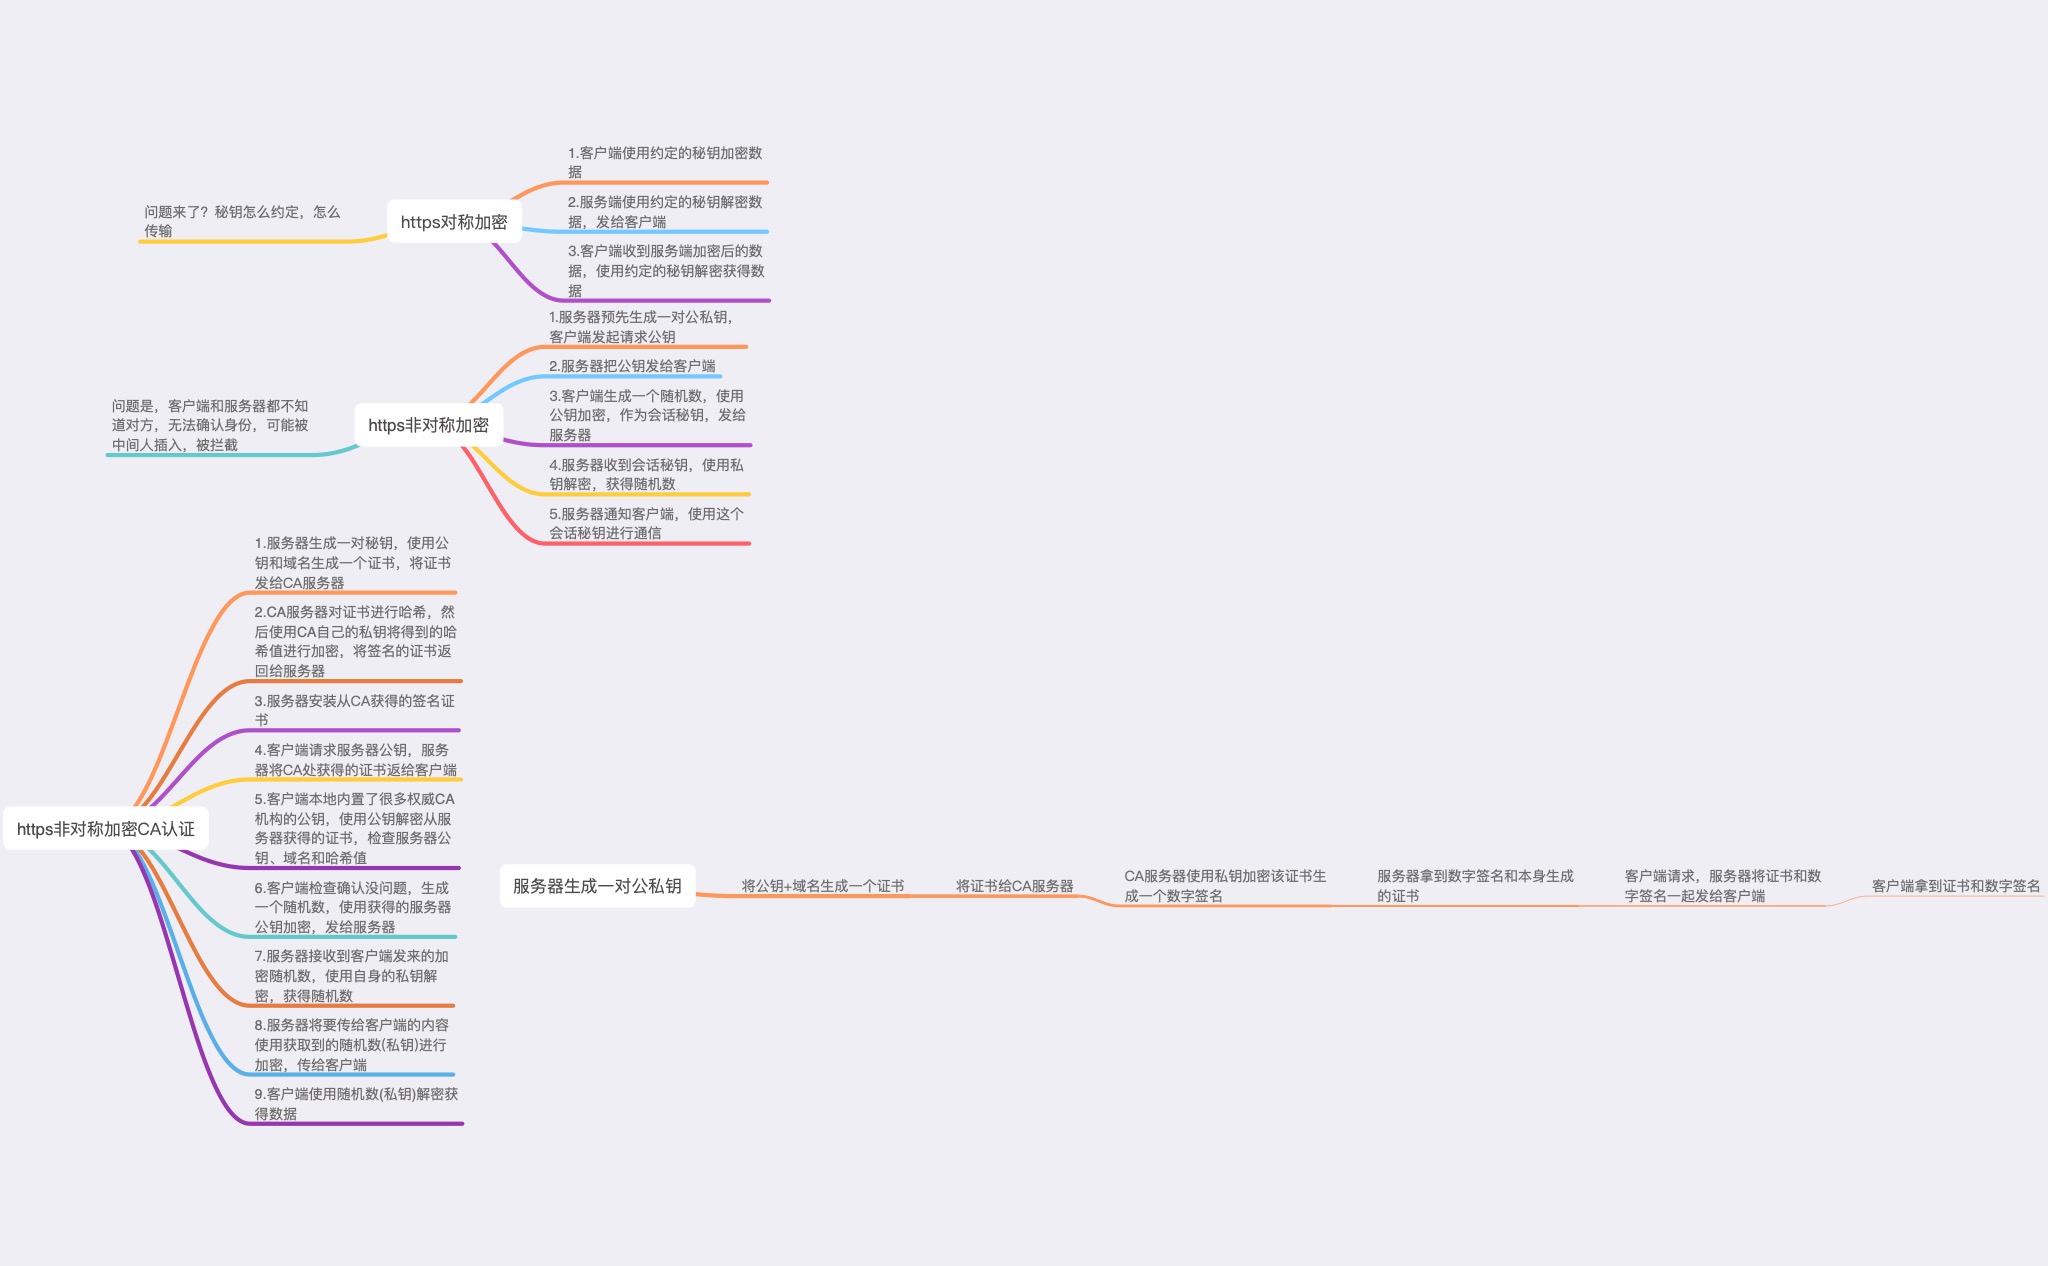 问题来了？秘钥怎么约定，怎么
传输
https对称加密
1.客户端使用约定的秘钥加密数
据
2.服务端使用约定的秘钥解密数
据，发给客户端
3.客户端收到服务端加密后的数
据，使用约定的秘钥解密获得数
据
问题是，客户端和服务器都不知
道对方，无法确认身份，可能被
中间人插入，被拦截
https非对称加密
1.服务器预先生成一对公私钥，
客户端发起请求公钥
2.服务器把公钥发给客户端
3.客户端生成一个随机数，使用
公钥加密，作为会话秘钥，发给
服务器
4.服务器收到会话秘钥，使用私
钥解密，获得随机数
5.服务器通知客户端，使用这个
会话秘钥进行通信
https非对称加密CA认证
1.服务器生成一对秘钥，使用公
钥和域名生成一个证书，将证书
发给CA服务器
2.CA服务器对证书进行哈希，然
后使用CA自己的私钥将得到的哈
希值进行加密，将签名的证书返
回给服务器
3.服务器安装从CA获得的签名证
书
4.客户端请求服务器公钥，服务
器将CA处获得的证书返给客户端
5.客户端本地内置了很多权威CA
机构的公钥，使用公钥解密从服
务器获得的证书，检查服务器公
钥、域名和哈希值
6.客户端检查确认没问题，生成
一个随机数，使用获得的服务器
公钥加密，发给服务器
7.服务器接收到客户端发来的加
密随机数，使用自身的私钥解
密，获得随机数
8.服务器将要传给客户端的内容
使用获取到的随机数(私钥)进行
加密，传给客户端
9.客户端使用随机数(私钥)解密获
得数据
服务器生成一对公私钥
将公钥+域名生成一个证书
将证书给CA服务器
CA服务器使用私钥加密该证书生
成一个数字签名
服务器拿到数字签名和本身生成
的证书
客户端请求，服务器将证书和数
字签名一起发给客户端
客户端拿到证书和数字签名